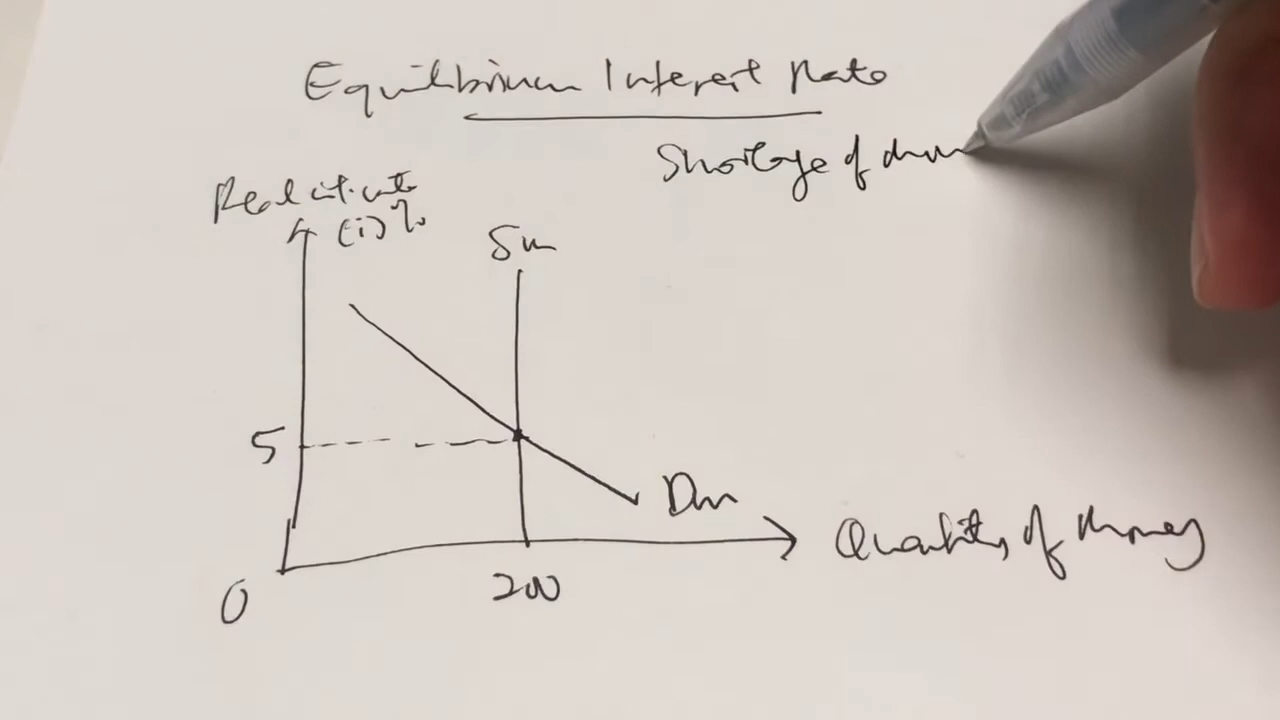 Equilibrium Interest Rate
Shortage of
Real int. rate
(i) %
Sm
5
Dm
Quantity of Money
0
200